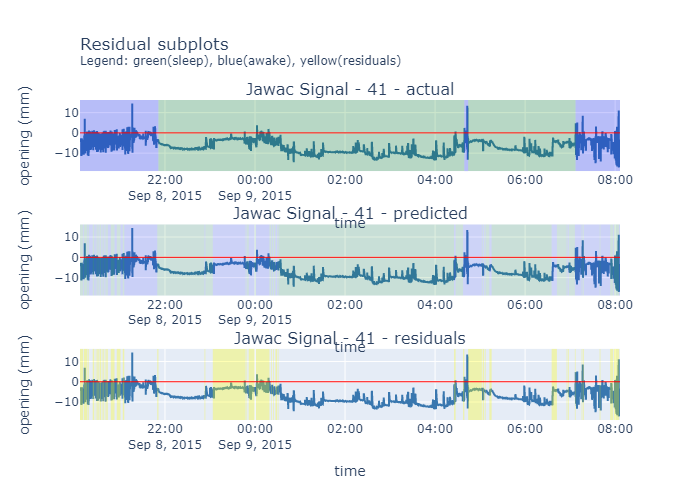 Residual subplots
Legend: green(sleep), blue(awake), yellow(residuals)
Jawac Signal - 41 - actual
opening (mm)
10
0
−10
22:00
Sep 8, 2015
00:00
Sep 9, 2015
02:00
04:00
06:00
08:00
time
Jawac Signal - 41 - predicted
opening (mm)
10
0
−10
22:00
Sep 8, 2015
00:00
Sep 9, 2015
02:00
04:00
06:00
08:00
time
Jawac Signal - 41 - residuals
opening (mm)
10
0
−10
22:00
Sep 8, 2015
00:00
Sep 9, 2015
02:00
04:00
06:00
08:00
time